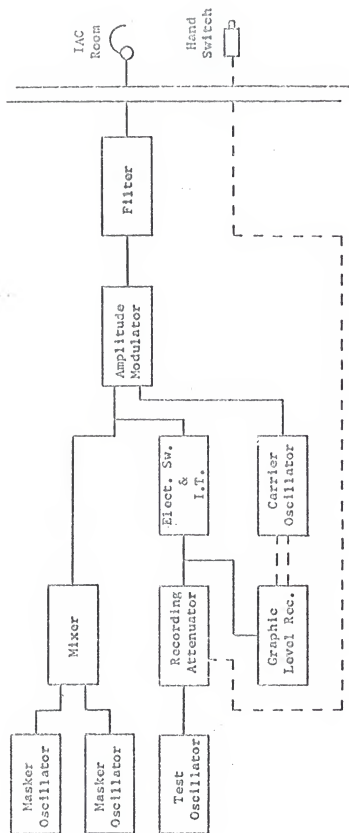 Masker
Oscillator
Masker
Oscillator
Mixer
Test
Oscillator
Recording
Attenuator
Elect. Sw.
&
I.T.
Graphic
Level Rec.
Carrier
Oscillator
Amplitude
Modulator
Filter
IAC
Room
Hand
Switch